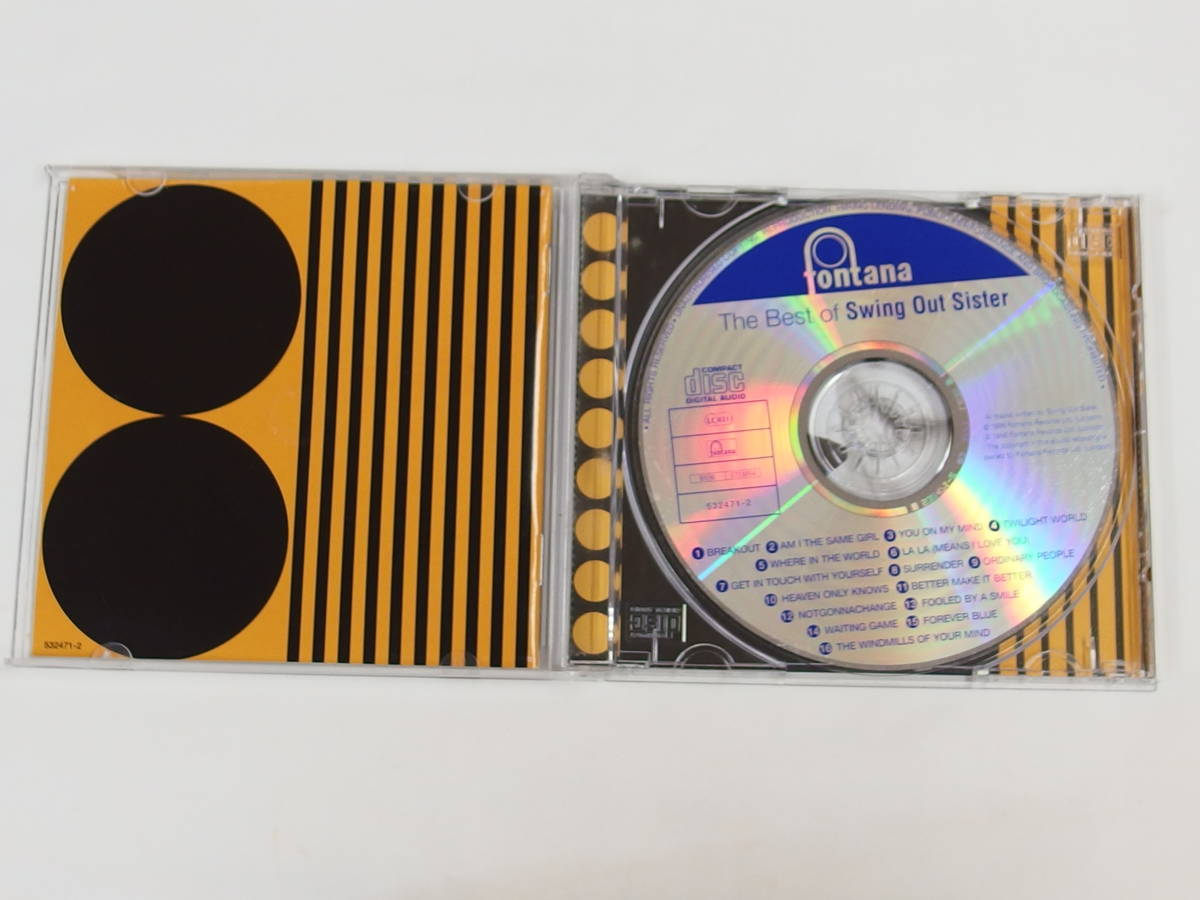 532471-2
fontana
The Best of Swing Out Sister
COMPACT
disc
DIGITAL AUDIO
fontana
532471-2
1 BREAKOUT 2 AM I THE SAME GIRL 3 YOU ON MY MIND 4 TWILIGHT WORLD
5 WHERE IN THE WORLD 6 LA LA (MEANS I LOVE YOU)
7 GET IN TOUCH WITH YOURSELF 8 SURRENDER 9 ORDINARY PEOPLE
10 HEAVEN ONLY KNOWS 11 BETTER MAKE IT BETTER
12 NOTGONNACHANGE 13 FOOLED BY A SMILE
14 WAITING GAME 15 FOREVER BLUE
16 THE WINDMILLS OF YOUR MIND
disc